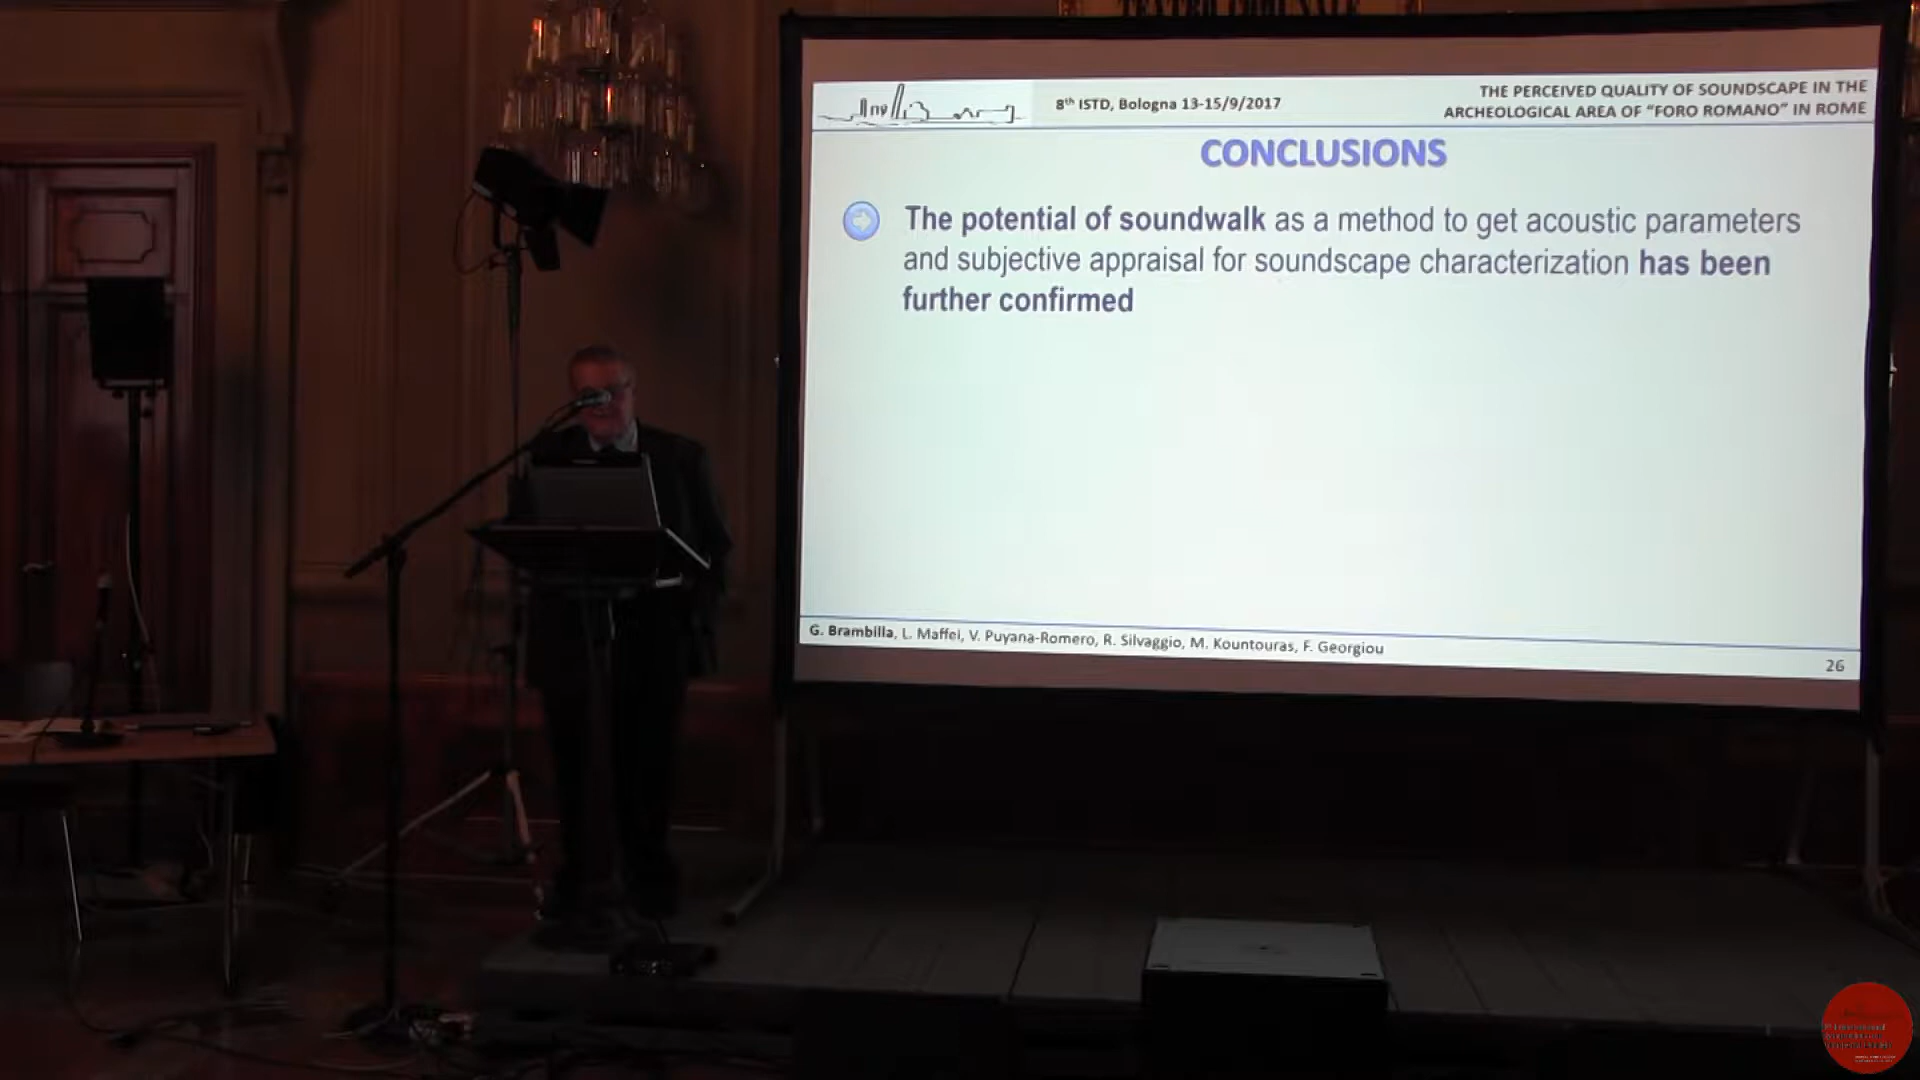 8th ISTD, Bologna 13-15/9/2017
THE PERCEIVED QUALITY OF SOUNDSCAPE IN THE
ARCHEOLOGICAL AREA OF “FORO ROMANO” IN ROME
CONCLUSIONS
The potential of soundwalk as a method to get acoustic parameters
and subjective appraisal for soundscape characterization has been
further confirmed
G. Brambilla, L. Maffei, V. Puyana-Romero, R. Silvaggio, M. Kountouras, F. Georgiou
26